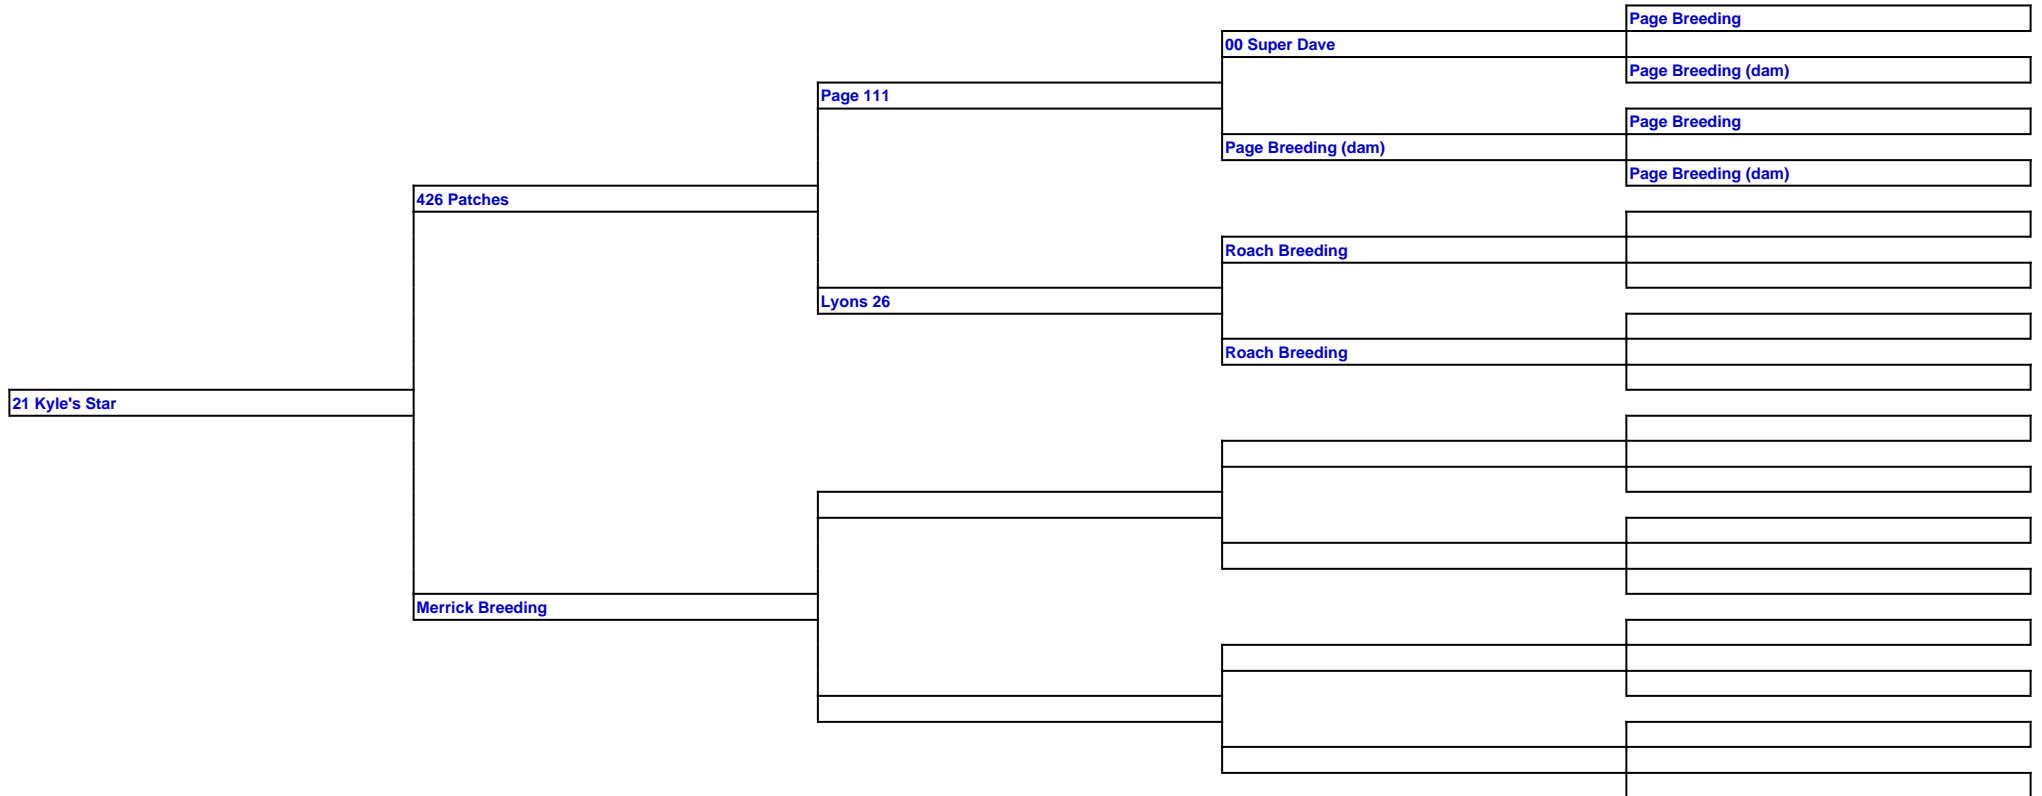 Page Breeding
00 Super Dave
Page Breeding (dam)
Page 111
Page Breeding
Page Breeding (dam)
Page Breeding (dam)
426 Patches
Roach Breeding
Lyons 26
Roach Breeding
21 Kyle's Star
Merrick Breeding